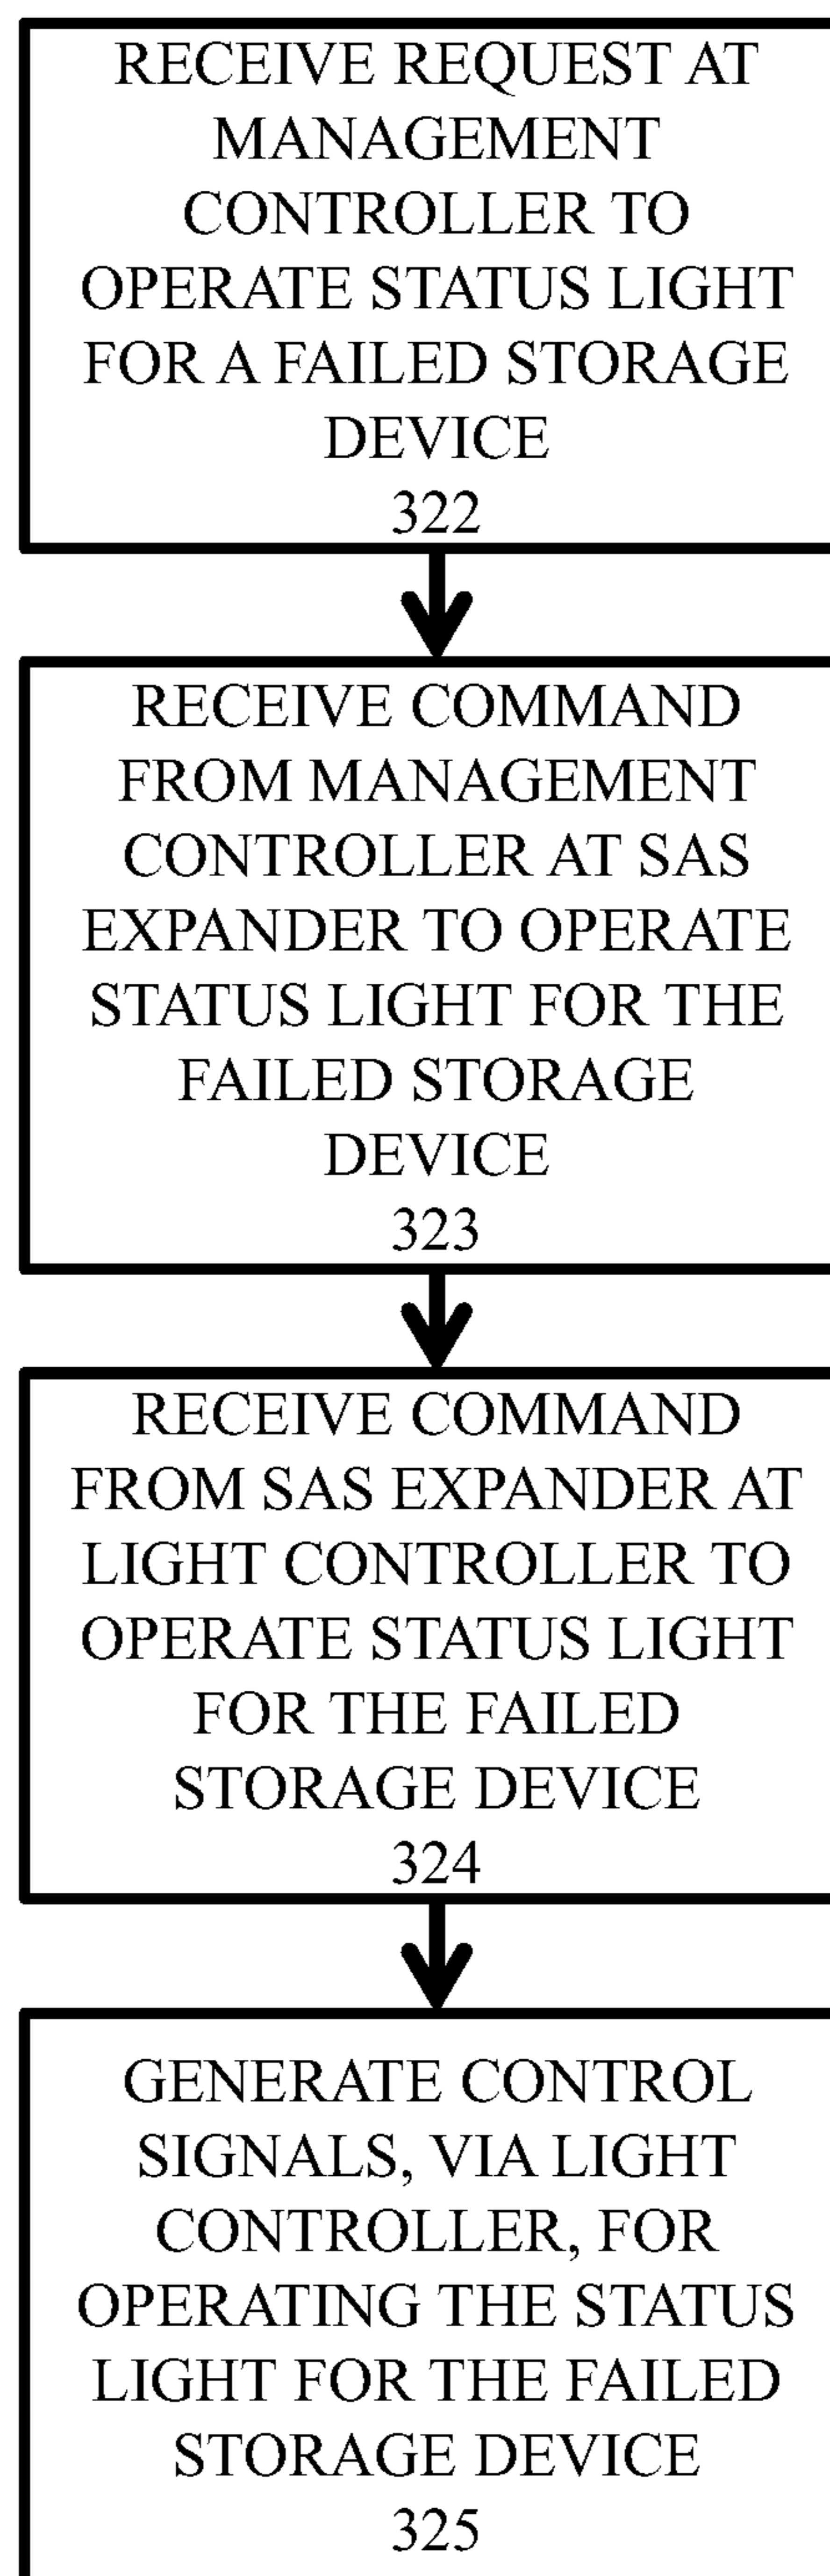 RECEIVE REQUEST AT
MANAGEMENT
CONTROLLER TO
OPERATE STATUS LIGHT
FOR A FAILED STORAGE
DEVICE
322
RECEIVE COMMAND
FROM MANAGEMENT
CONTROLLER AT SAS
EXPANDER TO OPERATE
STATUS LIGHT FOR THE
FAILED STORAGE
DEVICE
323
RECEIVE COMMAND
FROM SAS EXPANDER AT
LIGHT CONTROLLER TO
OPERATE STATUS LIGHT
FOR THE FAILED
STORAGE DEVICE
324
GENERATE CONTROL
SIGNALS, VIA LIGHT
CONTROLLER, FOR
OPERATING THE STATUS
LIGHT FOR THE FAILED
STORAGE DEVICE
325